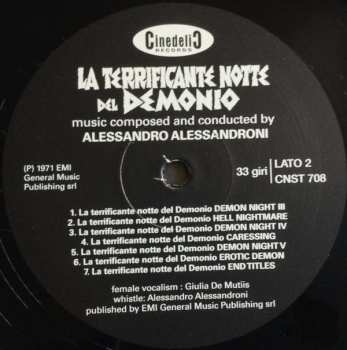 CinedeliC
RECORDS
LA TERRIFICANTE NOTTE
DEL DEMONIO
music composed and conducted by
ALESSANDRO ALESSANDRONI
(P) 1971 EMI
General Music
Publishing srl
33 giri
LATO 2
CNST 708
1. La terrificante notte del Demonio DEMON NIGHT III
2. La terrificante notte del Demonio HELL NIGHTMARE
3. La terrificante notte del Demonio DEMON NIGHT IV
4. La terrificante notte del Demonio CARESSING
5. La terrificante notte del Demonio DEMON NIGHT V
6. La terrificante notte del Demonio EROTIC DEMON
7. La terrificante notte del Demonio END TITLES
female vocalism : Giulia De Mutiis
whistle: Alessandro Alessandroni
published by EMI General Music Publishing srl